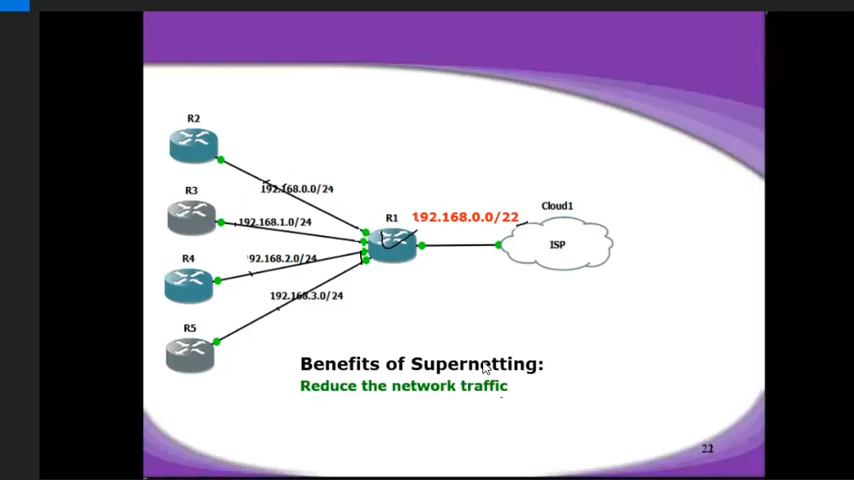 R2
192.168.0.0/24
R3
192.168.1.0/24
R1
192.168.0.0/22
Cloud1
ISP
R4
192.168.2.0/24
192.168.3.0/24
R5
Benefits of Supernotting:
Reduce the network traffic
22